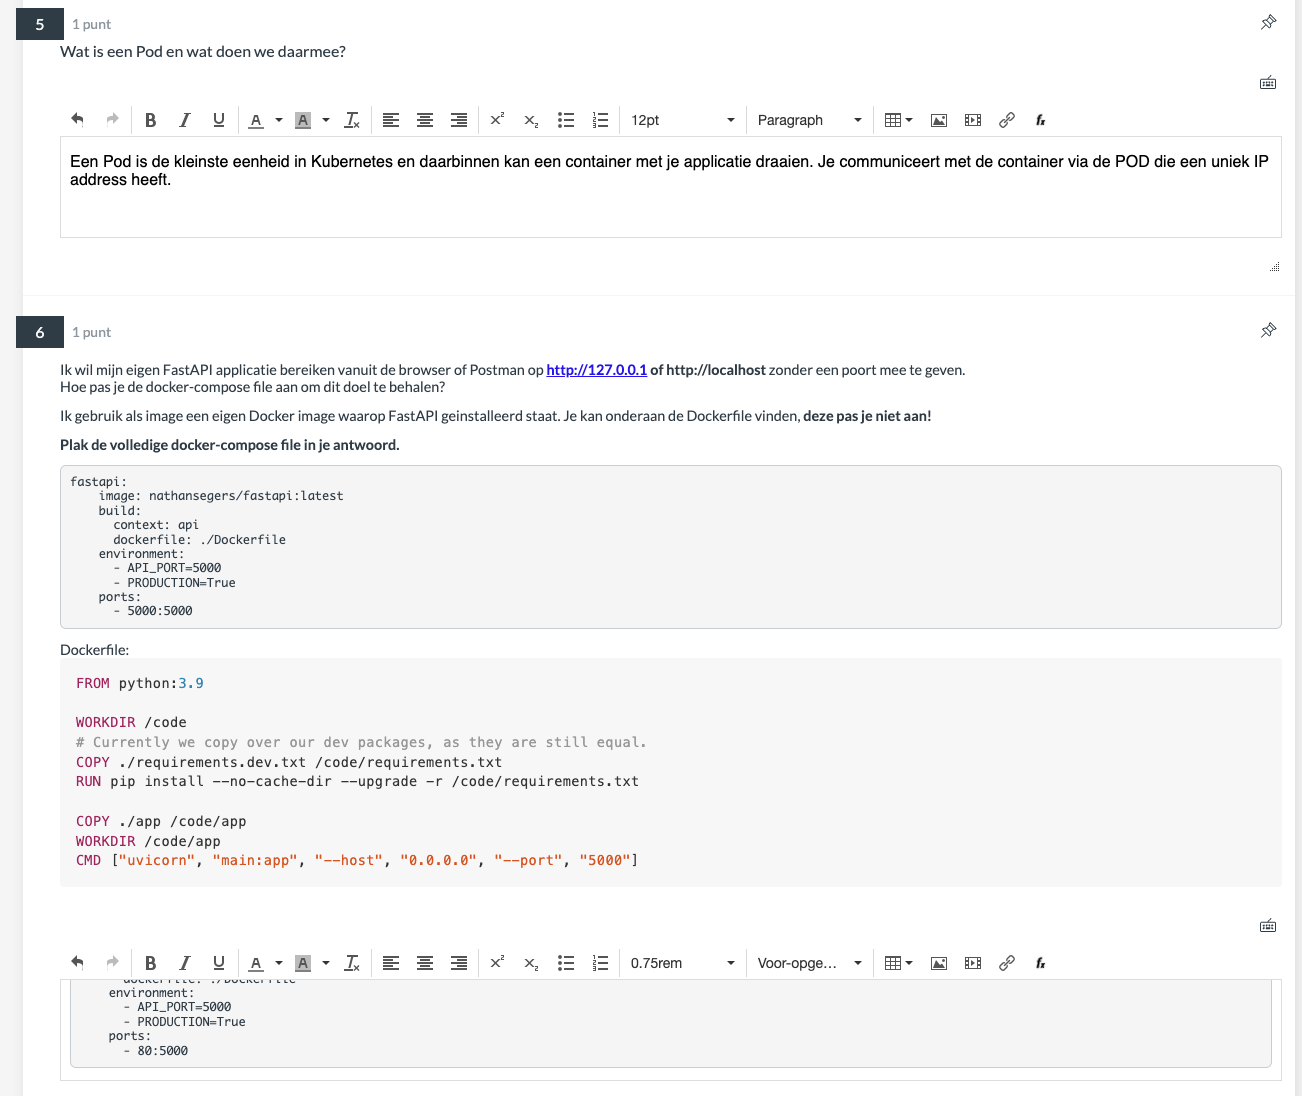 5
1 punt
Wat is een Pod en wat doen we daarmee?
B I U A A Tx x² x₂ 12pt Paragraph fx
Een Pod is de kleinste eenheid in Kubernetes en daarbinnen kan een container met je applicatie draaien. Je communiceert met de container via de POD die een uniek IP
address heeft.
6
1 punt
Ik wil mijn eigen FastAPI applicatie bereiken vanuit de browser of Postman op http://127.0.0.1 of http://localhost zonder een poort mee te geven.
Hoe pas je de docker-compose file aan om dit doel te behalen?
Ik gebruik als image een eigen Docker image waarop FastAPI geinstalleerd staat. Je kan onderaan de Dockerfile vinden, deze pas je niet aan!
Plak de volledige docker-compose file in je antwoord.
fastapi:
    image: nathansegers/fastapi:latest
    build:
      context: api
      dockerfile: ./Dockerfile
    environment:
      - API_PORT=5000
      - PRODUCTION=True
    ports:
      - 5000:5000
Dockerfile:
FROM python:3.9
WORKDIR /code
# Currently we copy over our dev packages, as they are still equal.
COPY ./requirements.dev.txt /code/requirements.txt
RUN pip install --no-cache-dir --upgrade -r /code/requirements.txt
COPY ./app /code/app
WORKDIR /code/app
CMD ["uvicorn", "main:app", "--host", "0.0.0.0", "--port", "5000"]
B I U A A Tx x² x₂ 0.75rem Voor-opge... fx
dockerfile: ./Dockerfile
    environment:
      - API_PORT=5000
      - PRODUCTION=True
    ports:
      - 80:5000